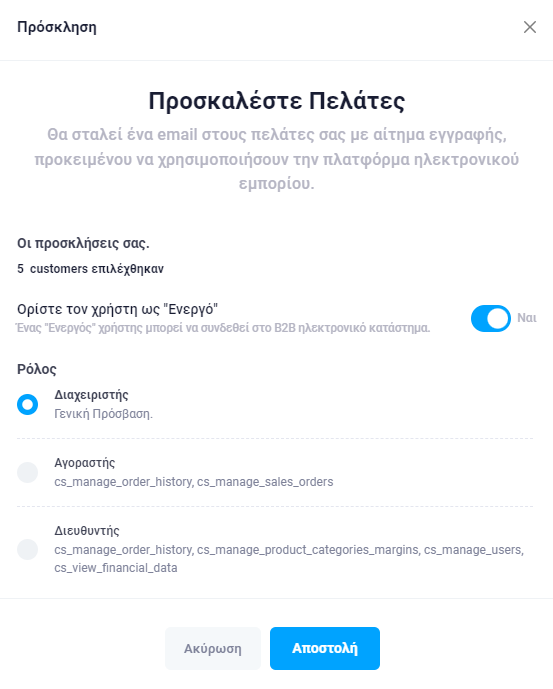 Πρόσκληση
Προσκαλέστε Πελάτες
Θα σταλεί ένα email στους πελάτες σας με αίτημα εγγραφής,
προκειμένου να χρησιμοποιήσουν την πλατφόρμα ηλεκτρονικού
εμπορίου.
Οι προσκλήσεις σας.
5 customers επιλέχθηκαν
Ορίστε τον χρήστη ως "Ενεργό"
Ένας "Ενεργός" χρήστης μπορεί να συνδεθεί στο B2B ηλεκτρονικό κατάστημα.
Ναι
Ρόλος
Διαχειριστής
Γενική Πρόσβαση.
Αγοραστής
cs_manage_order_history, cs_manage_sales_orders
Διευθυντής
cs_manage_order_history, cs_manage_product_categories_margins, cs_manage_users,
cs_view_financial_data
Ακύρωση
Αποστολή